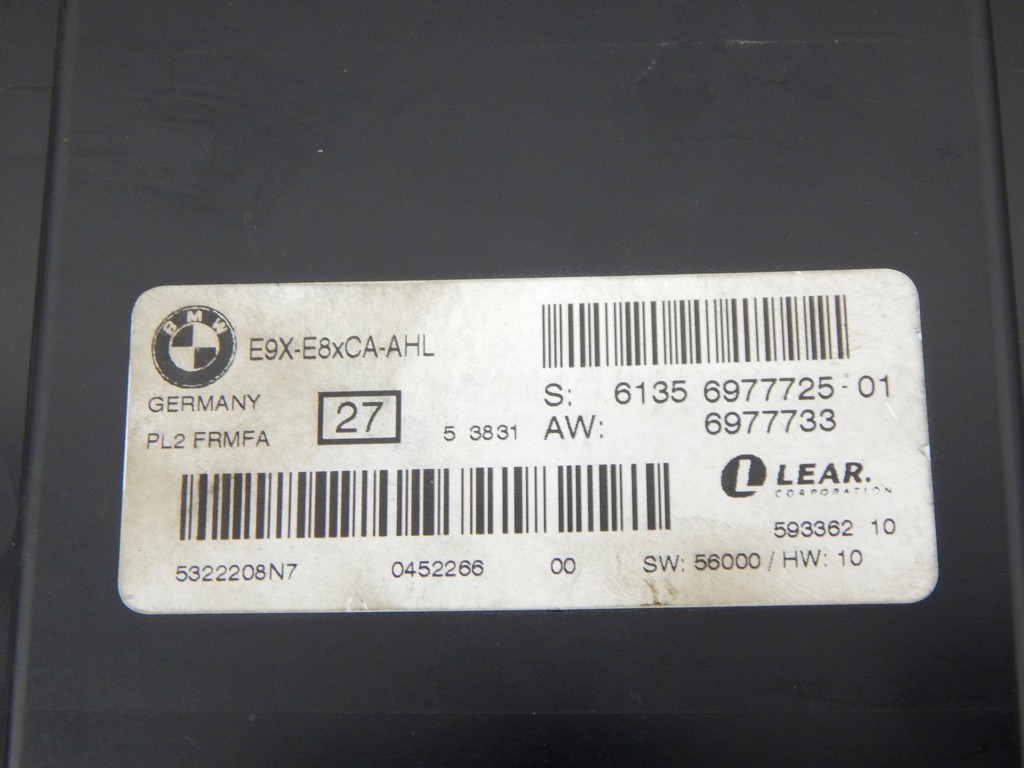 BMW
E9X-E8xCA-AHL
GERMANY
PL2 FRMFA
27
5 3831
S: 6135 6977725-01
AW: 6977733
LEAR.
CORPORATION
593362 10
5322208N7 0452266 00 SW: 56000 / HW: 10